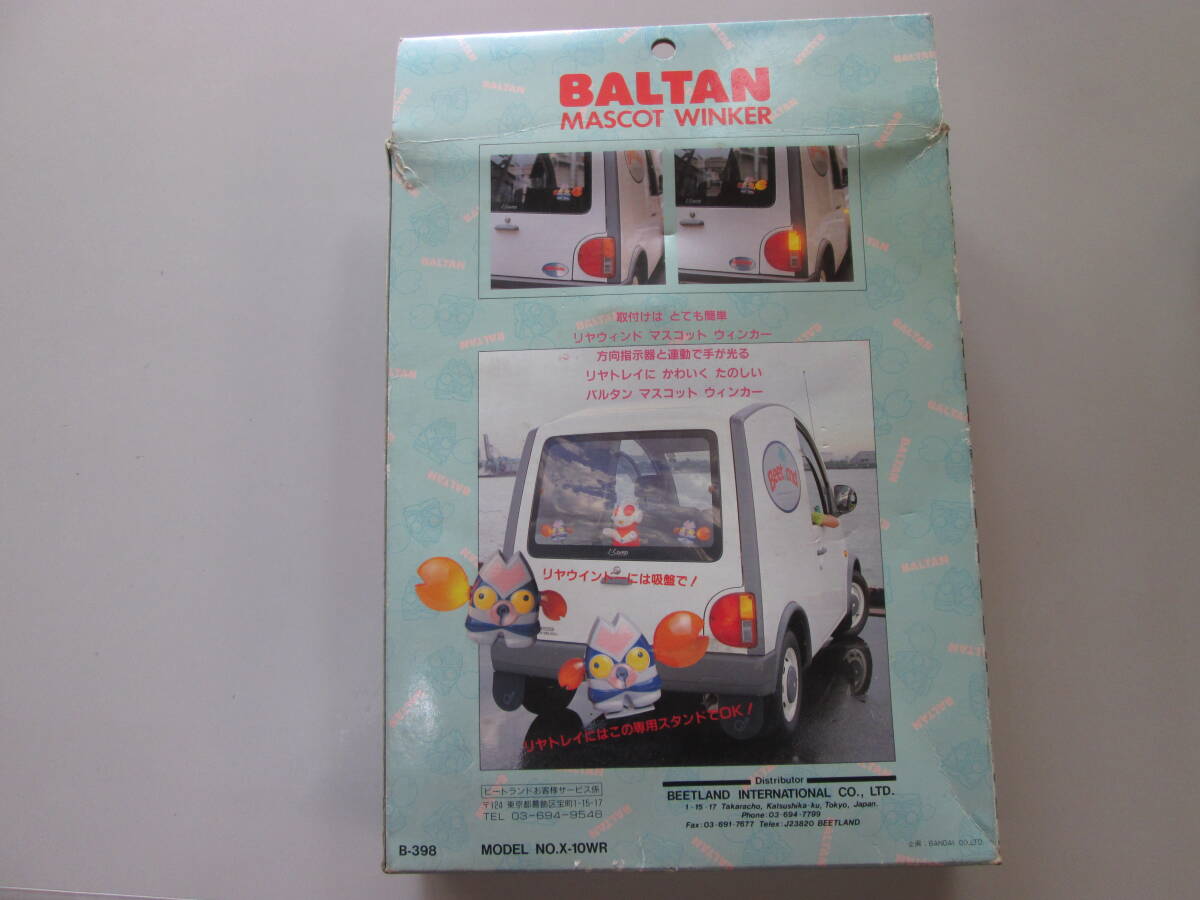 BALTAN
MASCOT WINKER
取付けは とても簡単
リヤウィンド マスコット ウィンカー
方向指示器と連動で手が光る
リヤトレイに かわいく たのしい
バルタン マスコット ウィンカー
Beetland
S-Cargo
リヤウイントーには吸盤で！
リヤトレイにはこの専用スタンドでOK！
ビートランドお客様サービス係
〒124 東京都葛飾区宝町1-15-17
TEL 03-694-9546
Distributor
BEETLAND INTERNATIONAL CO., LTD.
1-15-17 Takaracho, Katsushika-ku, Tokyo, Japan.
Phone:03-694-7799
Fax:03-691-7677 Telex:J23820 BEETLAND
B-398
MODEL NO.X-10WR
企画：BANDAI CO.,LTD.